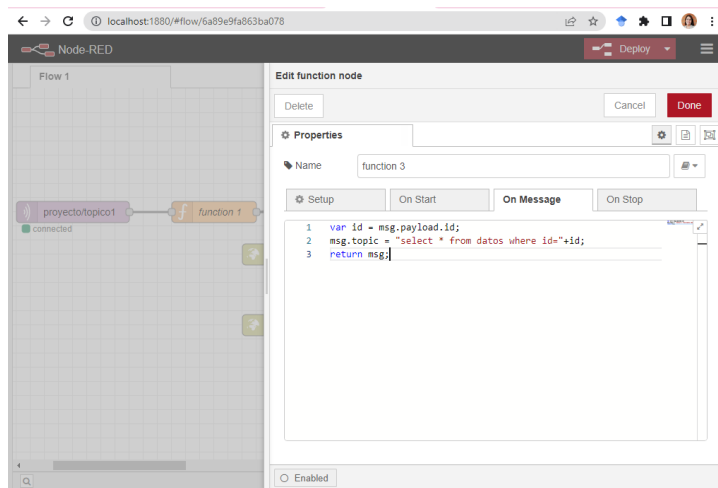 localhost:1880/#flow/6a89e9fa863ba078
Node-RED
Deploy
Flow 1
Edit function node
Delete
Cancel
Done
Properties
Name
function 3
Setup
On Start
On Message
On Stop
1 var id = msg.payload.id;
2 msg.topic = "select * from datos where id="+id;
3 return msg;
proyecto/topico1
function 1
connected
Enabled